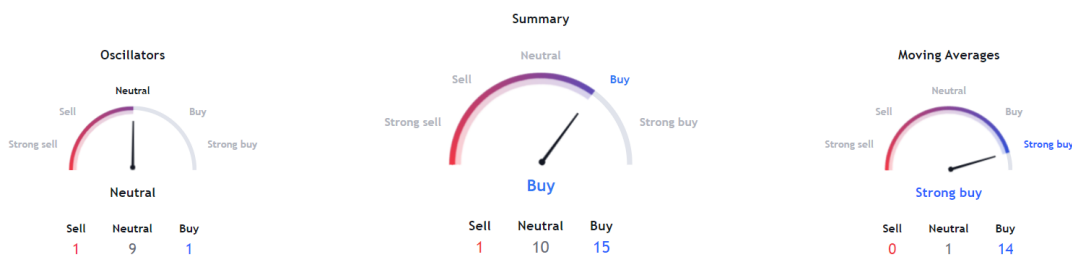 Summary
Neutral
Sell
Buy
Strong sell
Strong buy
Buy
Sell Neutral Buy
1 10 15
Oscillators
Neutral
Sell
Buy
Strong sell
Strong buy
Neutral
Sell Neutral Buy
1 9 1
Moving Averages
Neutral
Sell
Buy
Strong sell
Strong buy
Strong buy
Sell Neutral Buy
0 1 14